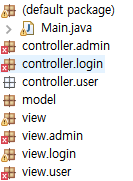 (default package)
Main.java
controller.admin
controller.login
controller.user
model
view
view.admin
view.login
view.user